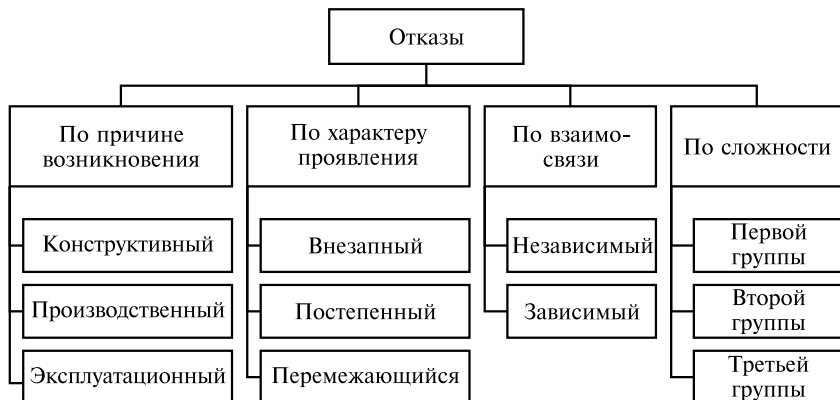 Отказы
По причине
возникновения
По характеру
проявления
По взаимо-
связи
По сложности
Конструктивный
Внезапный
Независимый
Первой
группы
Производственный
Постепенный
Зависимый
Второй
группы
Эксплуатационный
Перемежающийся
Третьей
группы